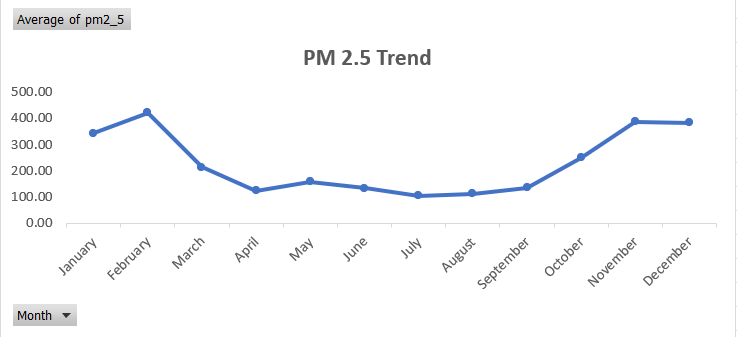 Average of pm2_5
PM 2.5 Trend
500.00
400.00
300.00
200.00
100.00
0.00
January
February
March
April
May
June
July
August
September
October
November
December
Month